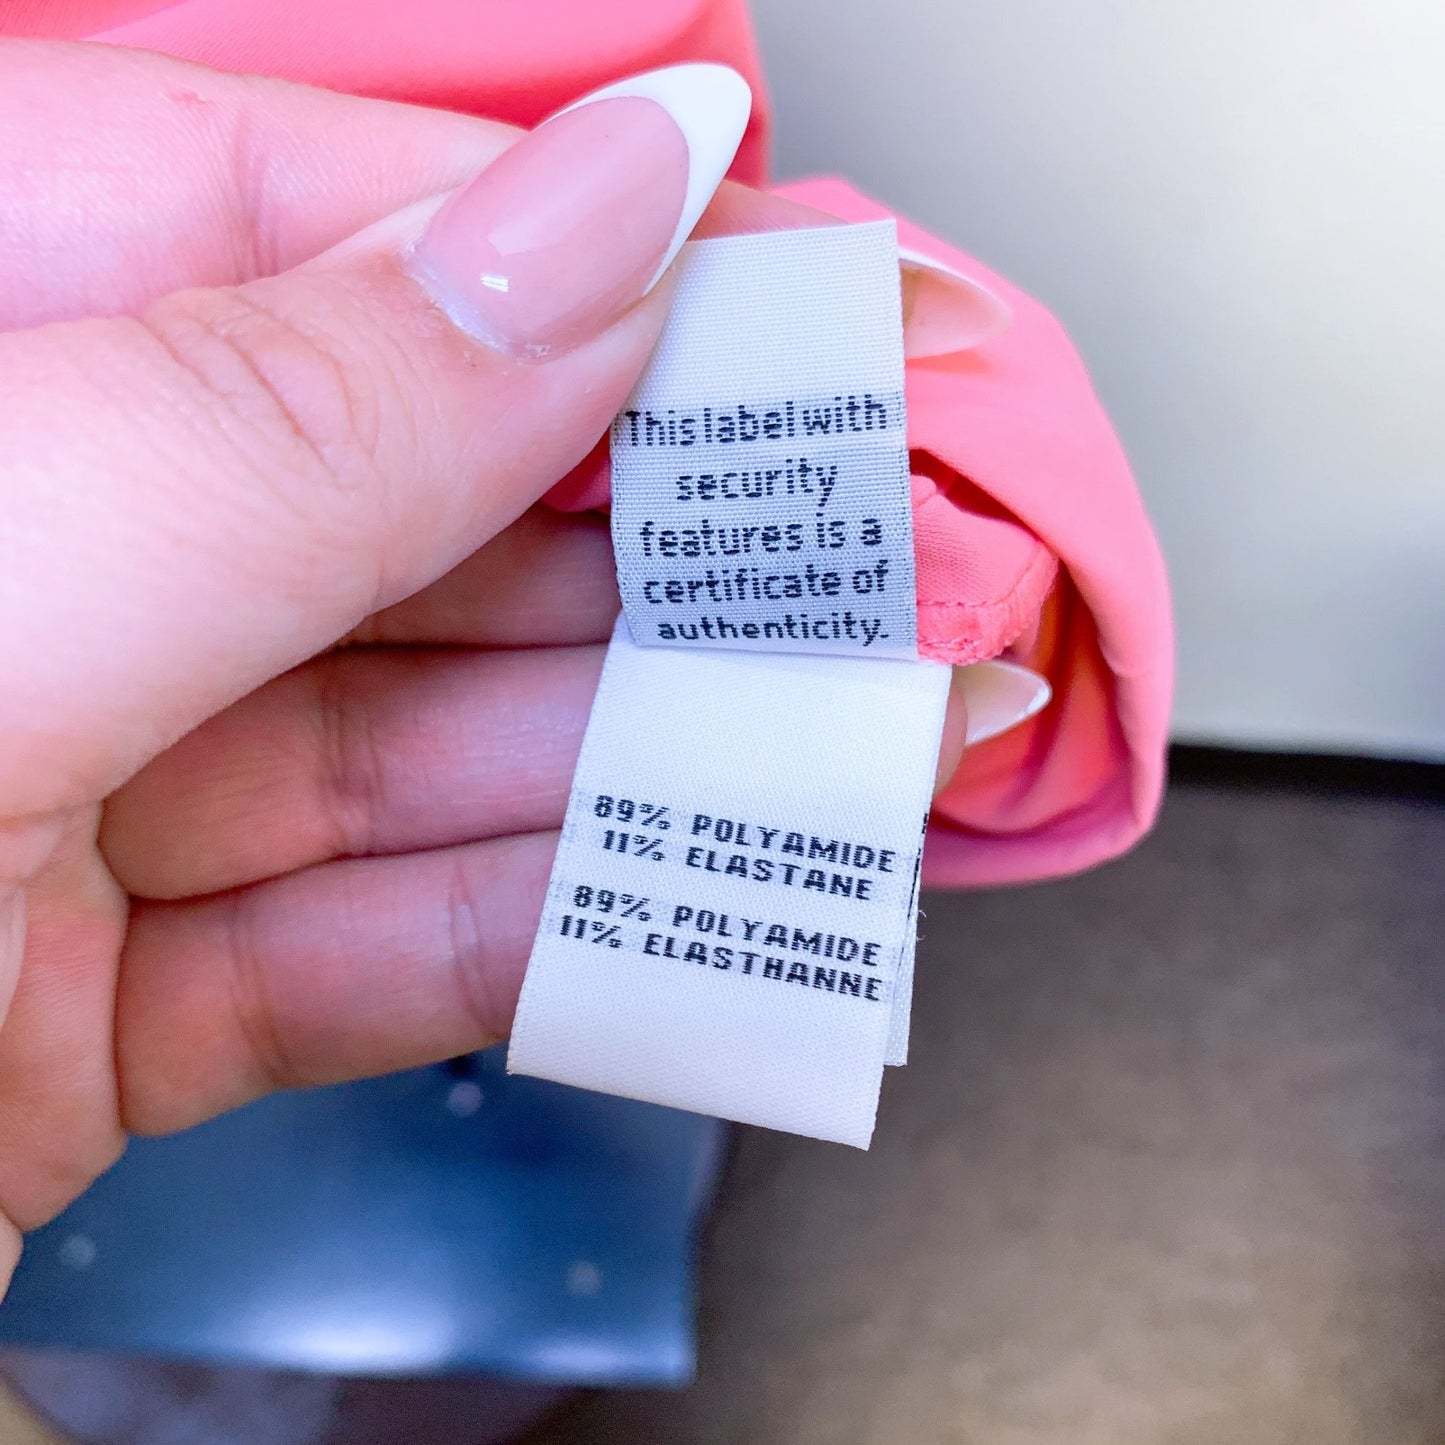 This label with
security
features is a
certificate of
authenticity.
89% POLYAMIDE
11% ELASTANE
89% POLYAMIDE
11% ELASTHANNE